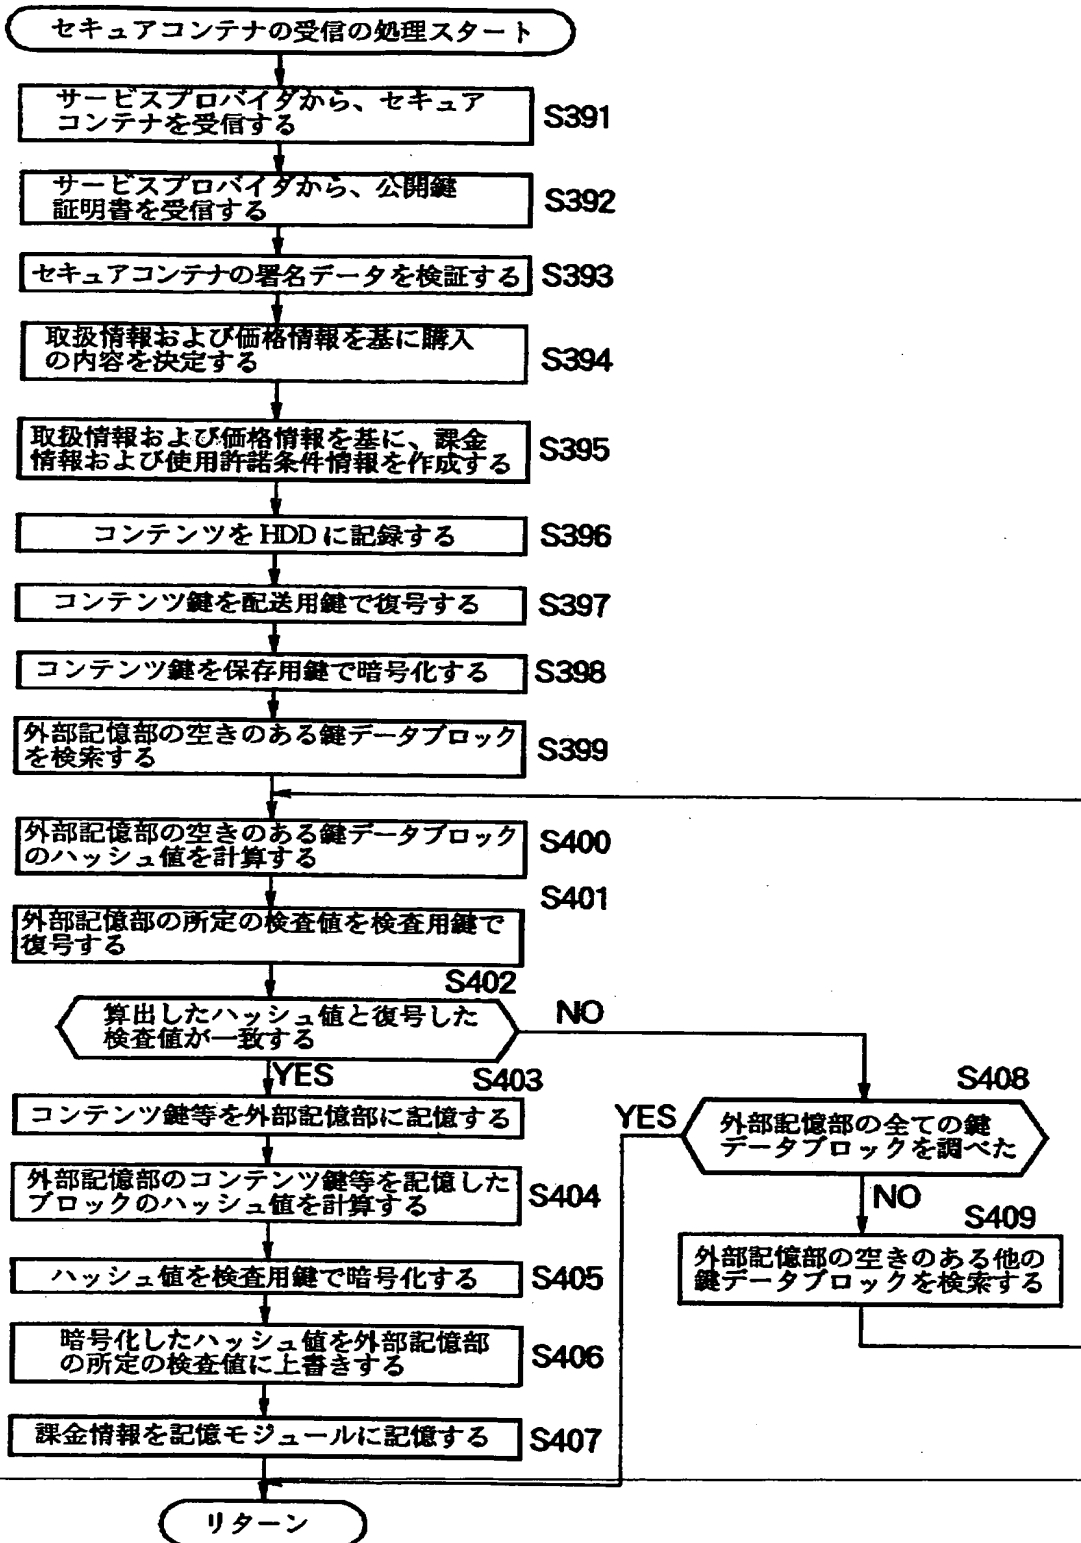 セキュアコンテナの受信の処理スタート
サービスプロバイダから、セキュア
コンテナを受信する
S391
サービスプロバイダから、公開鍵
証明書を受信する
S392
セキュアコンテナの署名データを検証する
S393
取扱情報および価格情報を基に購入
の内容を決定する
S394
取扱情報および価格情報を基に、課金
情報および使用許諾条件情報を作成する
S395
コンテンツをHDDに記録する
S396
コンテンツ鍵を配送用鍵で復号する
S397
コンテンツ鍵を保存用鍵で暗号化する
S398
外部記憶部の空きのある鍵データブロック
を検索する
S399
外部記憶部の空きのある鍵データブロック
のハッシュ値を計算する
S400
S401
外部記憶部の所定の検査値を検査用鍵で
復号する
S402
算出したハッシュ値と復号した
検査値が一致する
NO
YES
S403
コンテンツ鍵等を外部記憶部に記憶する
外部記憶部のコンテンツ鍵等を記憶した
ブロックのハッシュ値を計算する
S404
ハッシュ値を検査用鍵で暗号化する
S405
暗号化したハッシュ値を外部記憶部
の所定の検査値に上書きする
S406
課金情報を記憶モジュールに記憶する
S407
S408
YES
外部記憶部の全ての鍵
データブロックを調べた
NO
S409
外部記憶部の空きのある他の
鍵データブロックを検索する
リターン